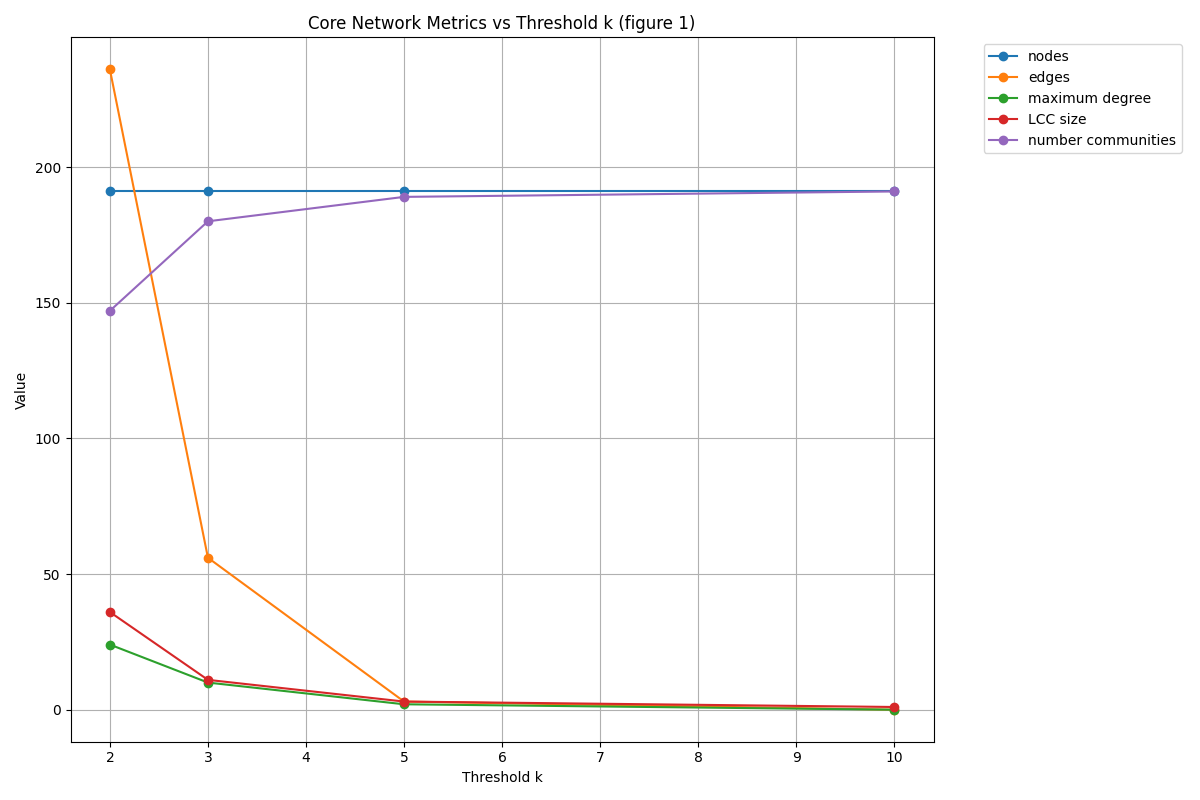 Core Network Metrics vs Threshold k (figure 1)
nodes
edges
maximum degree
LCC size
number communities
Value
200
150
100
50
0
2 3 4 5 6 7 8 9 10
Threshold k